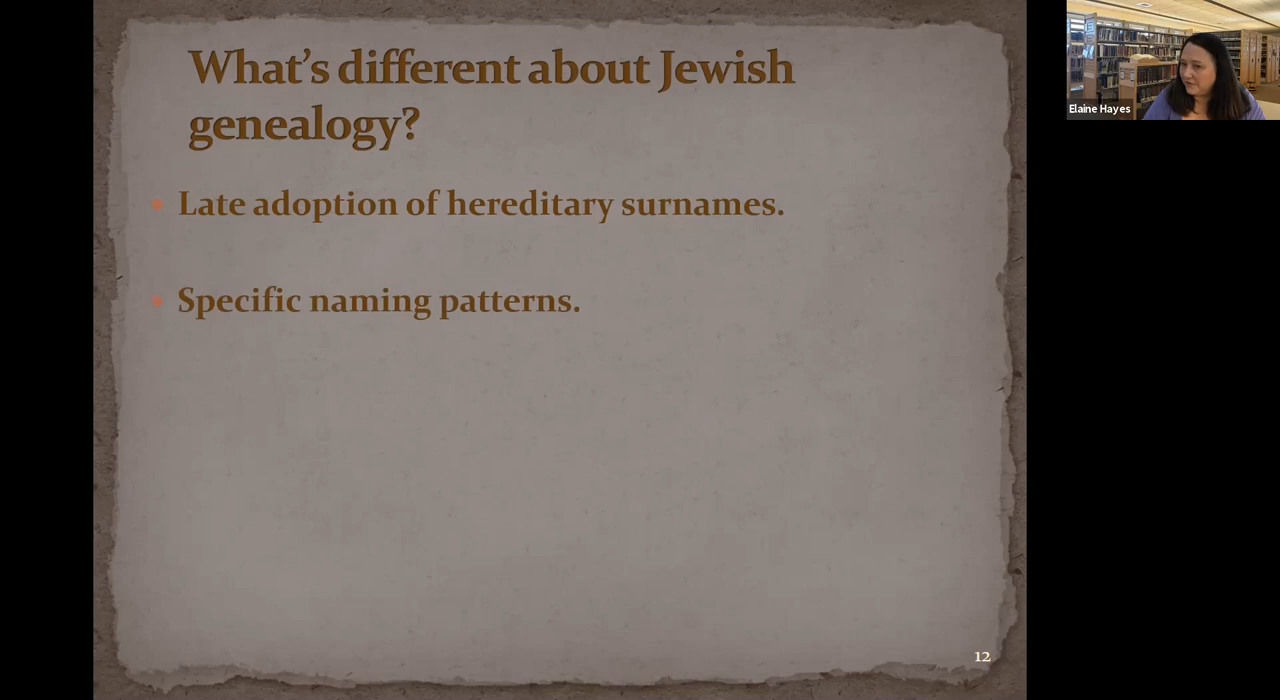 What's different about Jewish
genealogy?
Late adoption of hereditary surnames.
Specific naming patterns.
12
Elaine Hayes